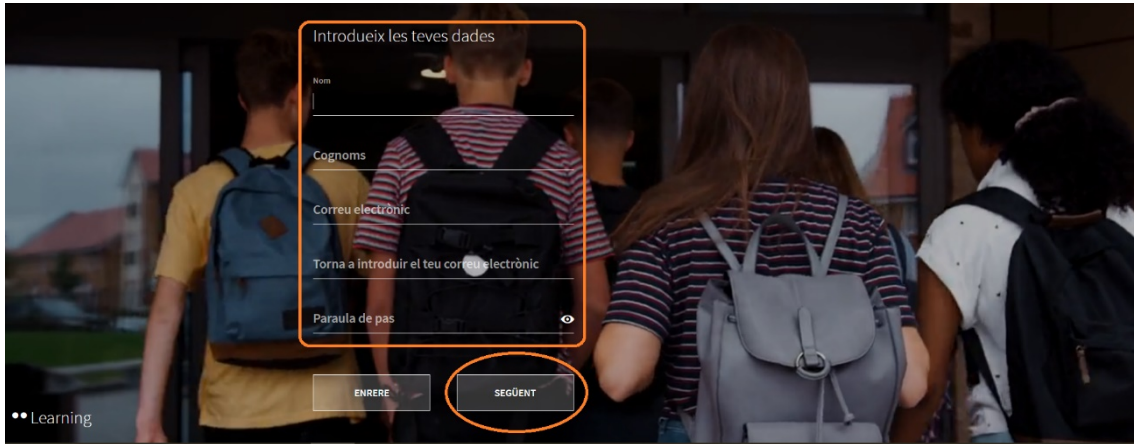 Introdueix les teves dades
Nom
Cognoms
Correu electrònic
Torna a introduir el teu correu electrònic
Paraula de pas
ENRERE
SEGÜENT
Learning